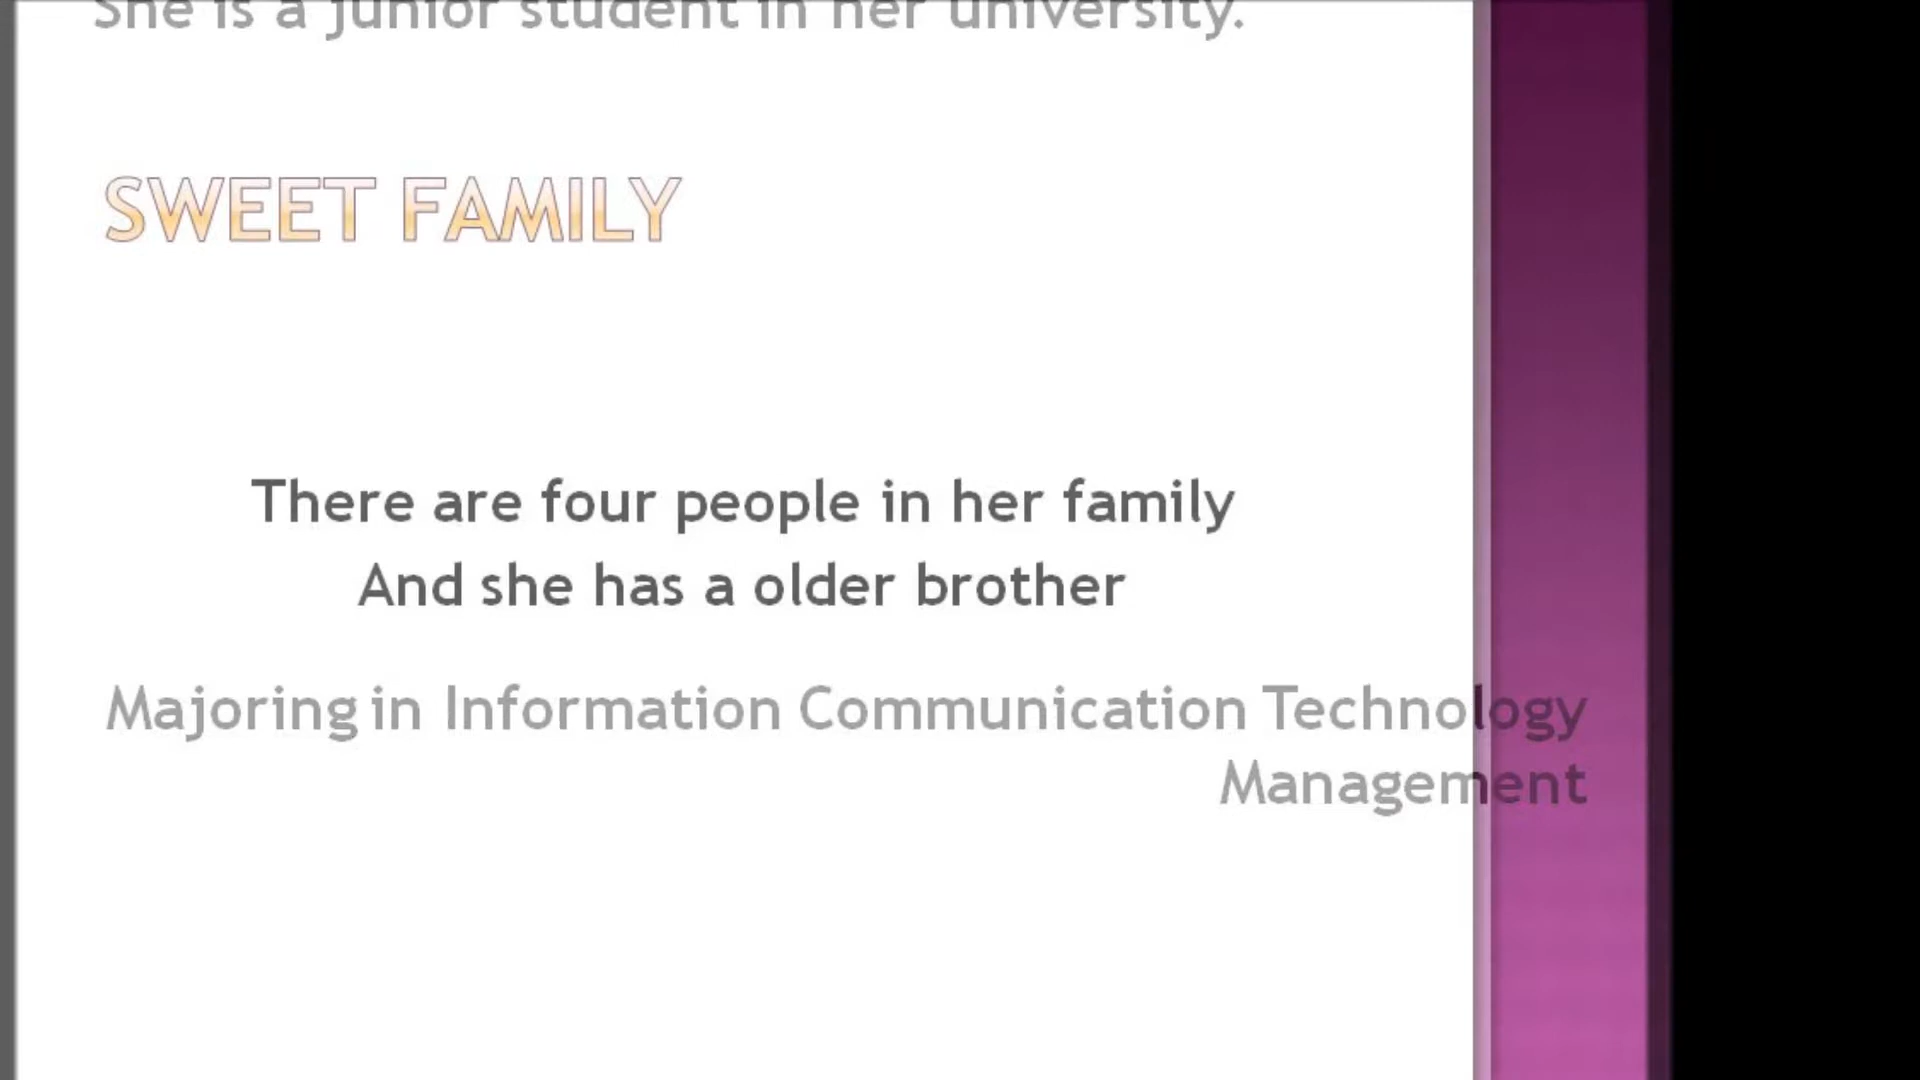 She is a junior student in her university.
SWEET FAMILY
There are four people in her family
And she has a older brother
Majoring in Information Communication Technology
Management